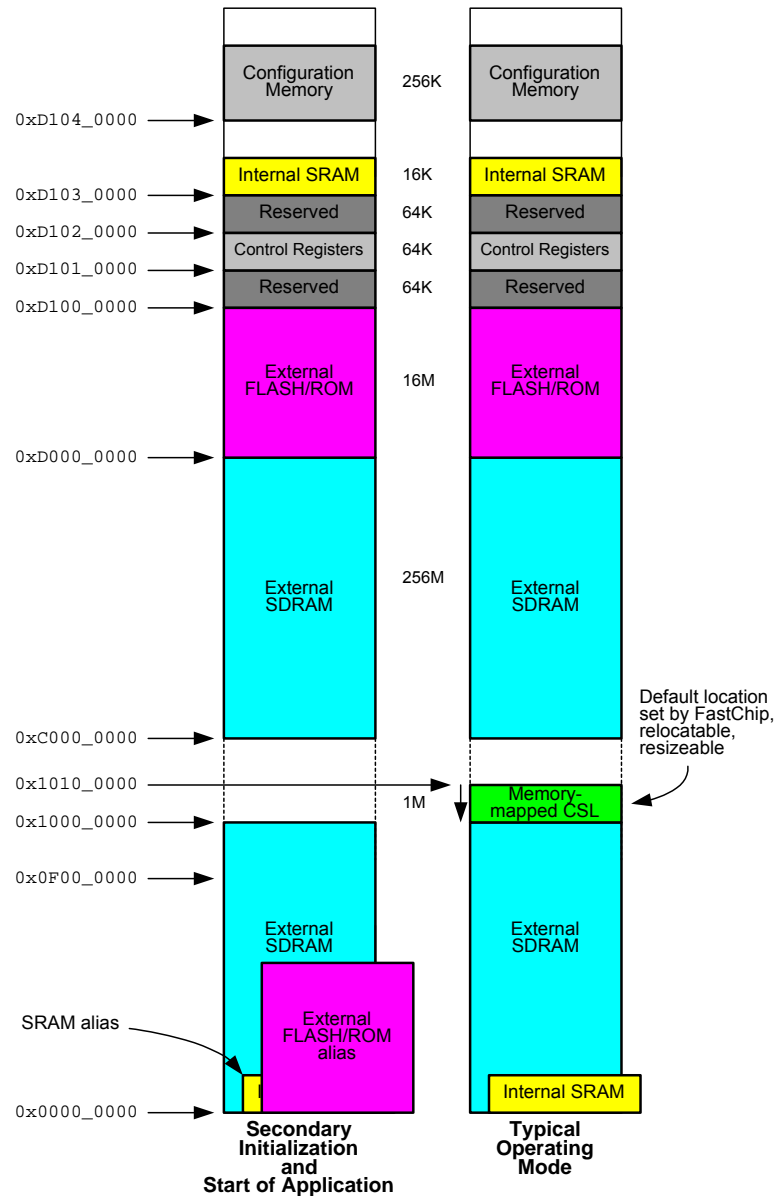 Configuration
Memory
256K
Configuration
Memory
0xD104_0000
Internal SRAM
16K
Internal SRAM
0xD103_0000
Reserved
64K
Reserved
0xD102_0000
Control Registers
64K
Control Registers
0xD101_0000
Reserved
64K
Reserved
0xD100_0000
External
FLASH/ROM
16M
External
FLASH/ROM
0xD000_0000
External
SDRAM
256M
External
SDRAM
Default location
set by FastChip,
relocatable,
resizeable
0xC000_0000
0x1010_0000
1M
Memory-
mapped CSL
0x1000_0000
0x0F00_0000
External
SDRAM
External
SDRAM
SRAM alias
External
FLASH/ROM
alias
Internal SRAM
0x0000_0000
Secondary
Initialization
and
Start of Application
Typical
Operating
Mode